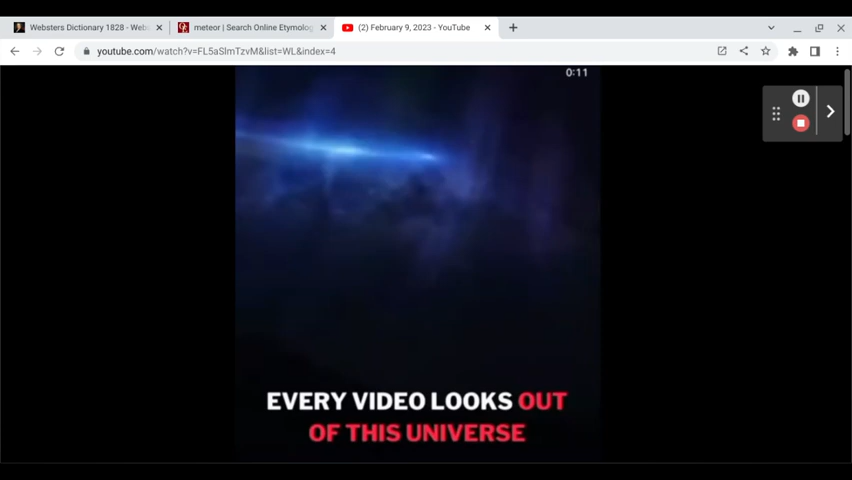 Websters Dictionary 1828 - Webs
meteor | Search Online Etymolog
(2) February 9, 2023 - YouTube
youtube.com/watch?v=FL5aSlmTzvM&list=WL&index=4
0:11
EVERY VIDEO LOOKS OUT
OF THIS UNIVERSE